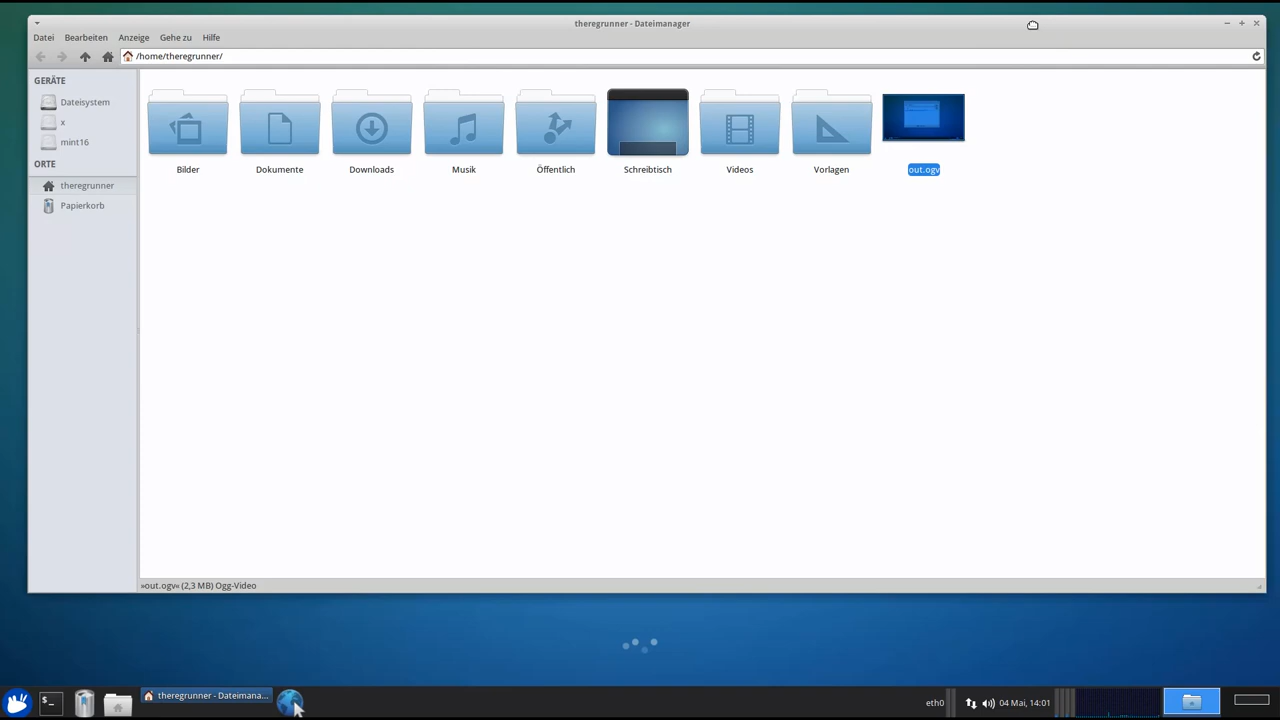 theregrunner - Dateimanager
Datei Bearbeiten Anzeige Gehe zu Hilfe
/home/theregrunner/
GERÄTE
Dateisystem
x
mint16
ORTE
theregrunner
Papierkorb
Bilder Dokumente Downloads Musik Öffentlich Schreibtisch Videos Vorlagen out.ogv
»out.ogv« (2,3 MB) Ogg-Video
$_ theregrunner - Dateimana... eth0 04 Mai, 14:01